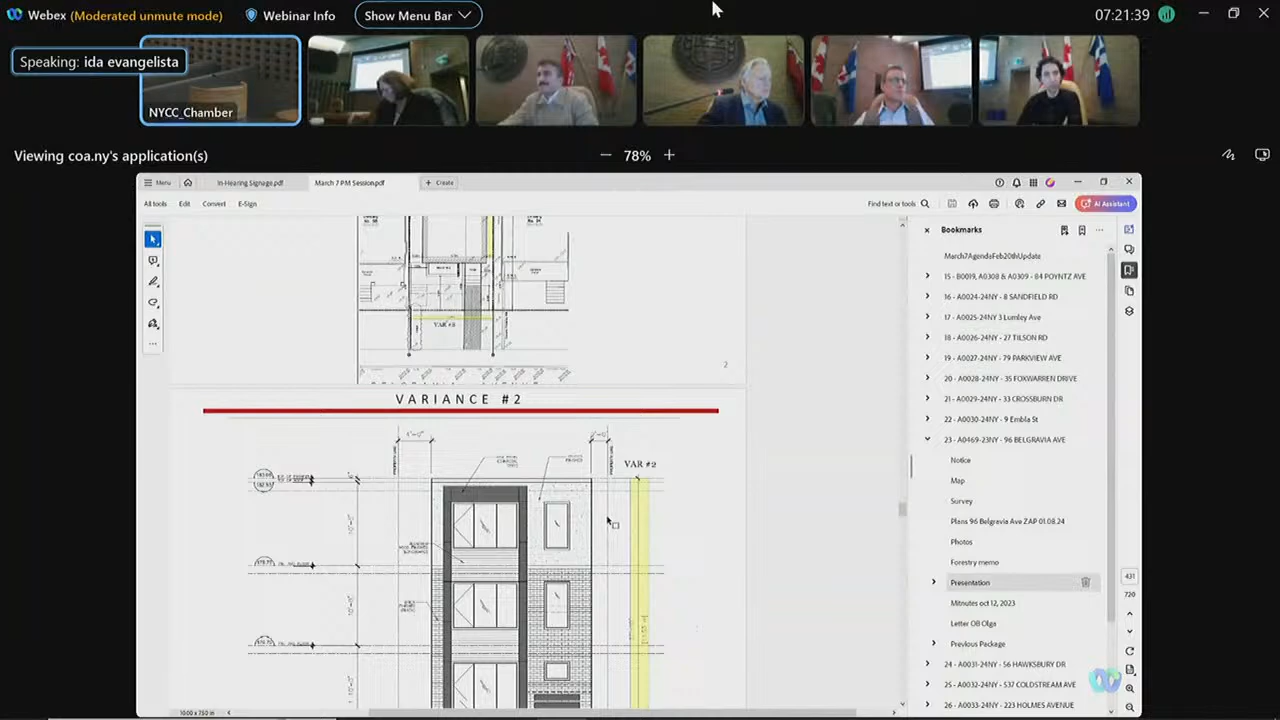 Webex (Moderated unmute mode) Webinar Info Show Menu Bar 07:21:39
Speaking: ida evangelista
NYCC_Chamber
Viewing coa.ny's application(s)
78%
Menu In-Hearing Signage.pdf March 7 PM Session.pdf + Create
All tools Edit Convert E-Sign Find text or tools AI Assistant
Bookmarks
March7AgendaFeb20thUpdate
15 - B0019, A0308 & A0309 - 84 POYNTZ AVE
16 - A0024-24NY - 8 SANDFIELD RD
17 - A0025-24NY 3 Lumley Ave
18 - A0026-24NY - 27 TILSON RD
19 - A0027-24NY - 79 PARKVIEW AVE
20 - A0028-24NY - 35 FOXWARREN DRIVE
21 - A0029-24NY - 33 CROSSBURN DR
22 - A0030-24NY - 9 Embla St
23 - A0469-23NY - 96 BELGRAVIA AVE
Notice
Map
Survey
Plans 96 Belgravia Ave ZAP 01.08.24
Photos
Forestry memo
Presentation
Mitnutes oct 12, 2023
Letter OB Olga
Previous Package
24 - A0031-24NY - 56 HAWKSBURY DR
25 - A0032-24NY - 537 COLDSTREAM AVE
26 - A0033-24NY - 223 HOLMES AVENUE
431
720
VAR #3
2
VARIANCE #2
VAR #2
1000 x 750 in